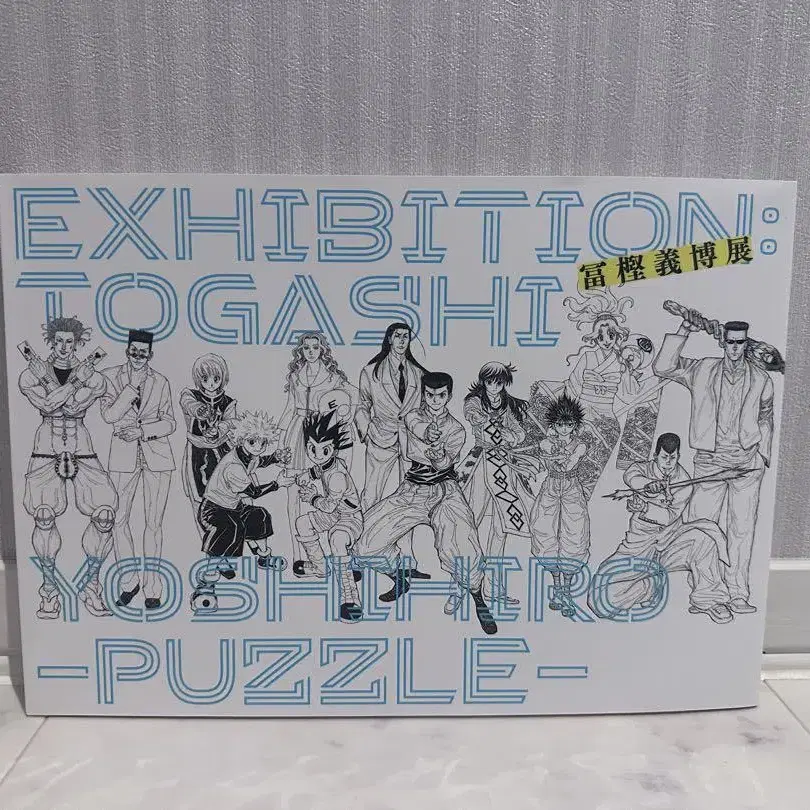 EXHIBITION:
冨樫義博展
TOGASHI
YOSHIHIRO
-PUZZLE-